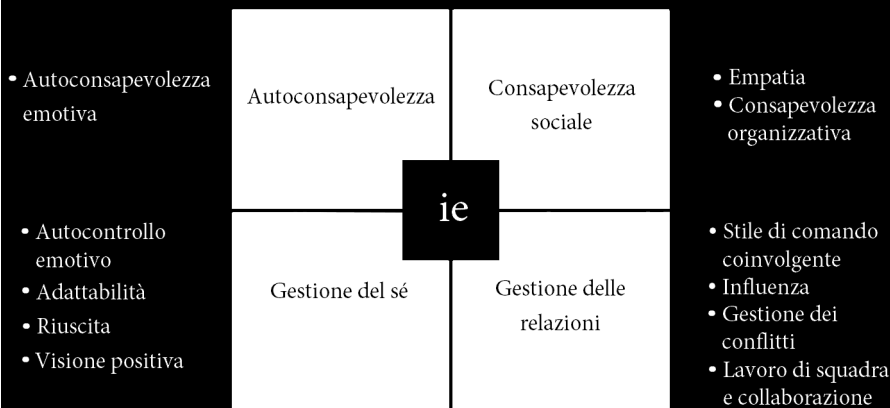 • Autoconsapevolezza
emotiva
Autoconsapevolezza
Consapevolezza
sociale
• Empatia
• Consapevolezza
organizzativa
ie
• Autocontrollo
emotivo
• Adattabilità
• Riuscita
• Visione positiva
Gestione del sé
Gestione delle
relazioni
• Stile di comando
coinvolgente
• Influenza
• Gestione dei
conflitti
• Lavoro di squadra
e collaborazione